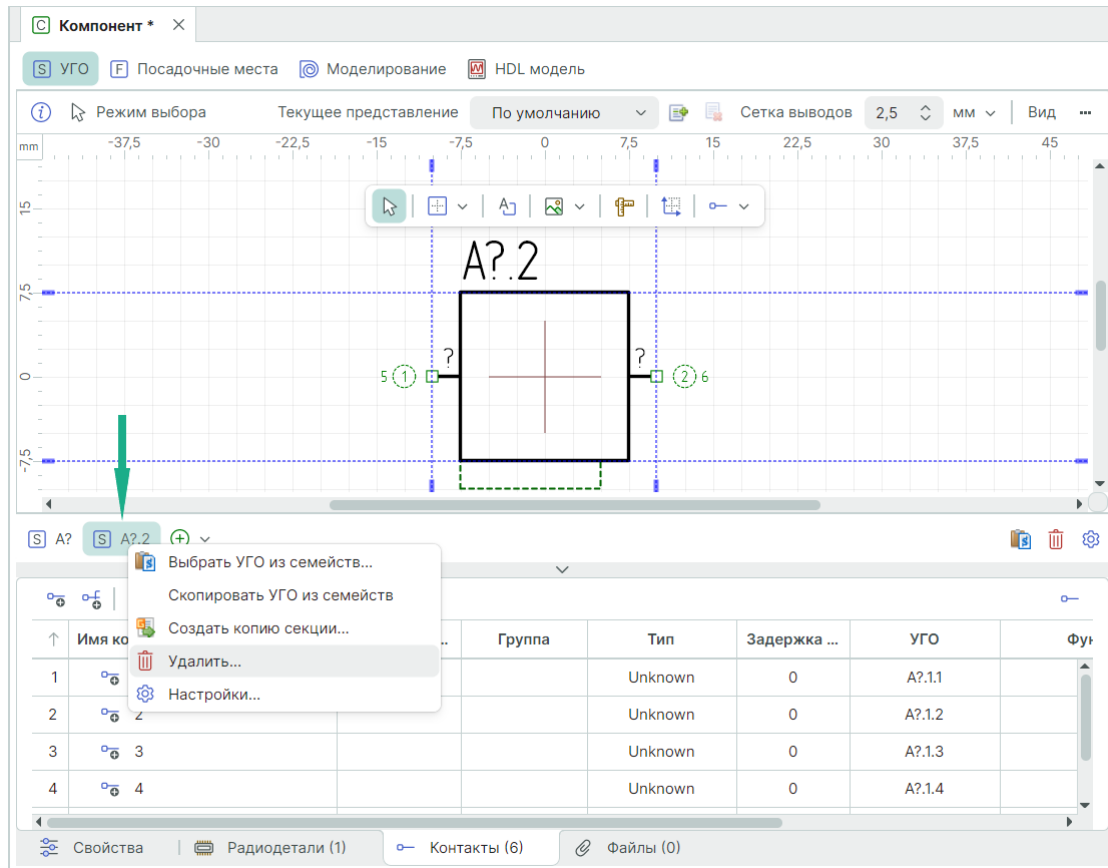 Компонент *
УГО Посадочные места Моделирование HDL модель
Режим выбора Текущее представление По умолчанию Сетка выводов 2,5 мм Вид
mm -37,5 -30 -22,5 -15 -7,5 0 7,5 15 22,5 30 37,5 45
15
A?.2
7,5
? ?
0 5 1 2 6
-7,5
S A? S A?.2
Выбрать УГО из семейств...
Скопировать УГО из семейств
Создать копию секции...
Имя ко Группа Тип Задержка ... УГО Фун
Удалить...
1 Unknown 0 A?.1.1
Настройки...
2 2 Unknown 0 A?.1.2
3 3 Unknown 0 A?.1.3
4 4 Unknown 0 A?.1.4
Свойства Радиодетали (1) Контакты (6) Файлы (0)